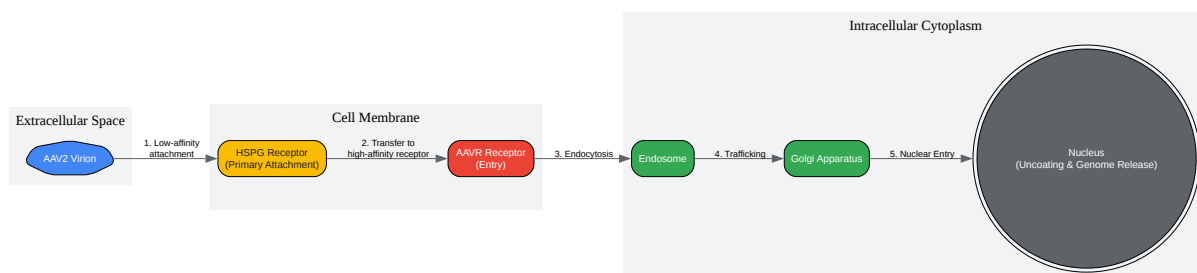 Intracellular Cytoplasm
Extracellular Space
Cell Membrane
AAV2 Virion
1. Low-affinity
attachment
HSPG Receptor
(Primary Attachment)
2. Transfer to
high-affinity receptor
AAVR Receptor
(Entry)
3. Endocytosis
Endosome
4. Trafficking
Golgi Apparatus
5. Nuclear Entry
Nucleus
(Uncoating & Genome Release)